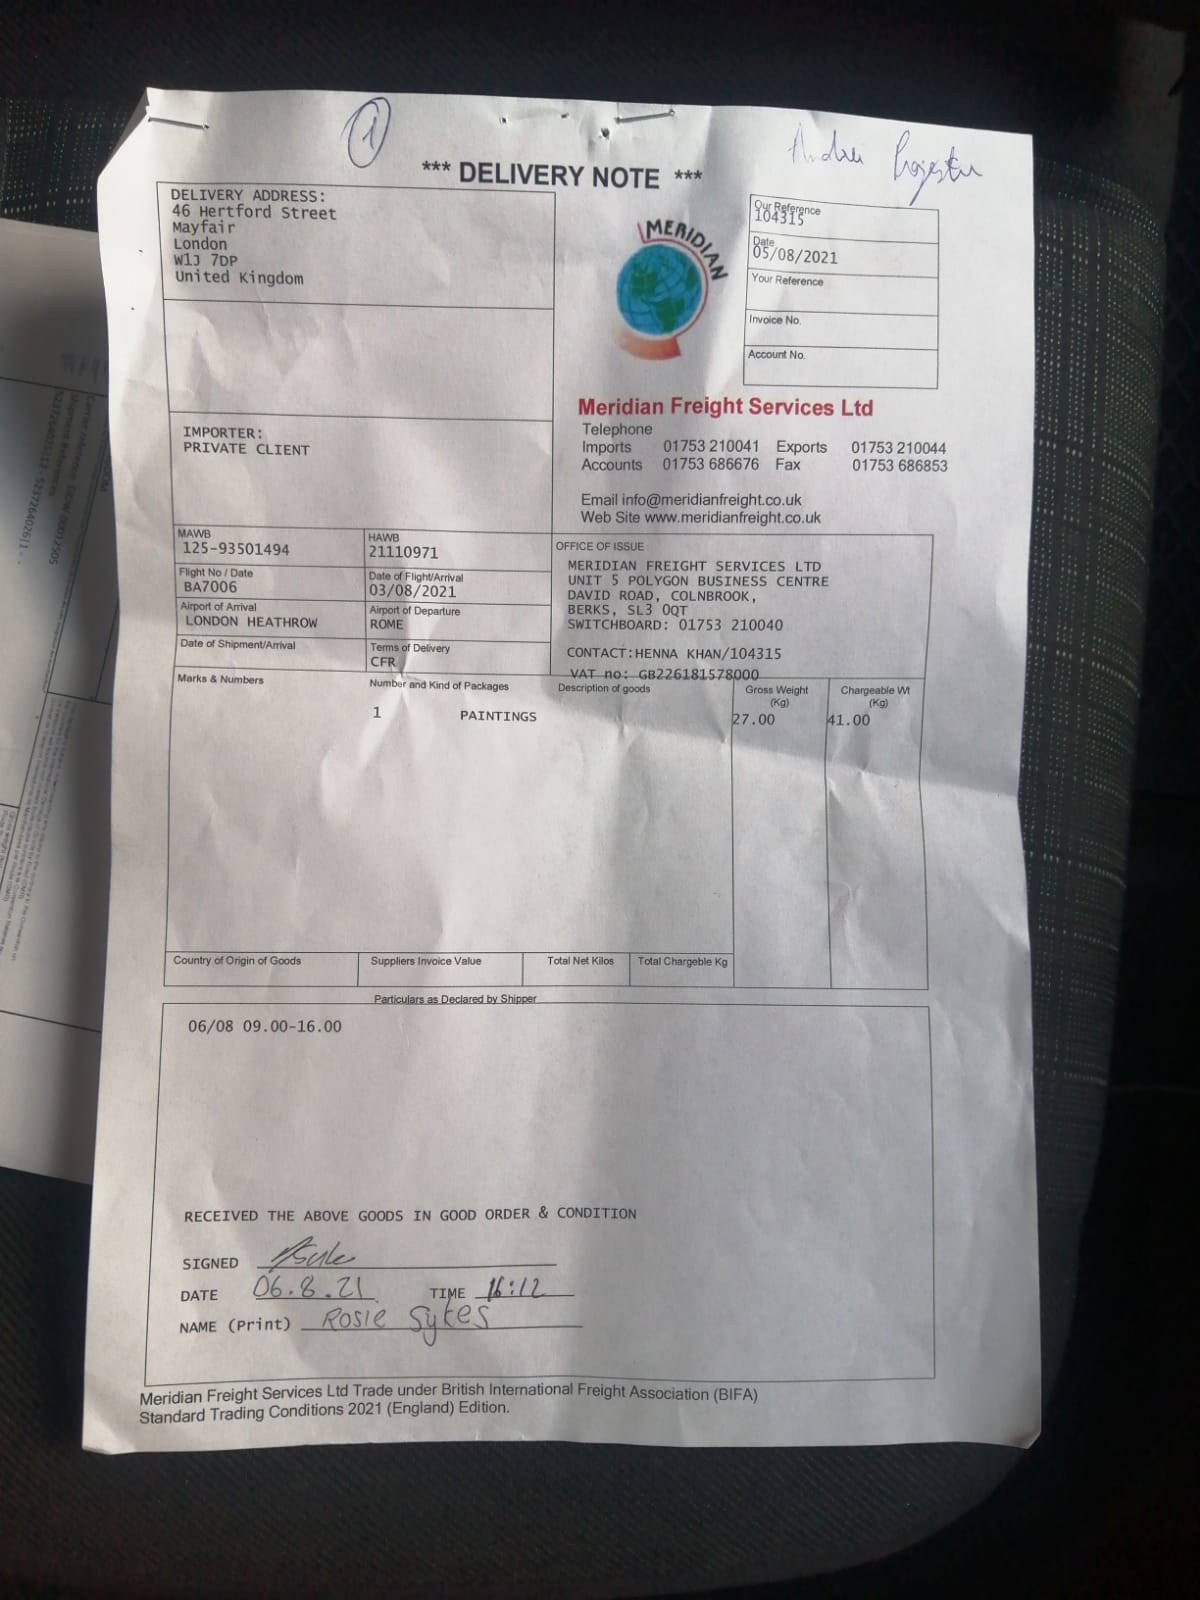 1
*** DELIVERY NOTE ***
DELIVERY ADDRESS:
46 Hertford Street
Mayfair
London
W1J 7DP
United Kingdom
MERIDIAN
Our Reference
104315
Date
05/08/2021
Your Reference
Invoice No.
Account No.
Meridian Freight Services Ltd
Telephone
Imports 01753 210041 Exports 01753 210044
Accounts 01753 686676 Fax 01753 686853
Email info@meridianfreight.co.uk
Web Site www.meridianfreight.co.uk
IMPORTER:
PRIVATE CLIENT
MAWB
125-93501494
HAWB
21110971
Flight No / Date
BA7006
Date of Flight/Arrival
03/08/2021
Airport of Arrival
LONDON HEATHROW
Airport of Departure
ROME
Date of Shipment/Arrival
Terms of Delivery
CFR
OFFICE OF ISSUE
MERIDIAN FREIGHT SERVICES LTD
UNIT 5 POLYGON BUSINESS CENTRE
DAVID ROAD, COLNBROOK,
BERKS, SL3 0QT
SWITCHBOARD: 01753 210040
CONTACT:HENNA KHAN/104315
VAT no: GB226181578000
Marks & Numbers Number and Kind of Packages Description of goods Gross Weight (Kg) Chargeable Wt (Kg)
1 PAINTINGS 27.00 41.00
Country of Origin of Goods Suppliers Invoice Value Total Net Kilos Total Chargeble Kg
Particulars as Declared by Shipper
06/08 09.00-16.00
RECEIVED THE ABOVE GOODS IN GOOD ORDER & CONDITION
SIGNED
DATE 06.8.21 TIME 16:12
NAME (Print) ROSIE Sykes
Meridian Freight Services Ltd Trade under British International Freight Association (BIFA)
Standard Trading Conditions 2021 (England) Edition.